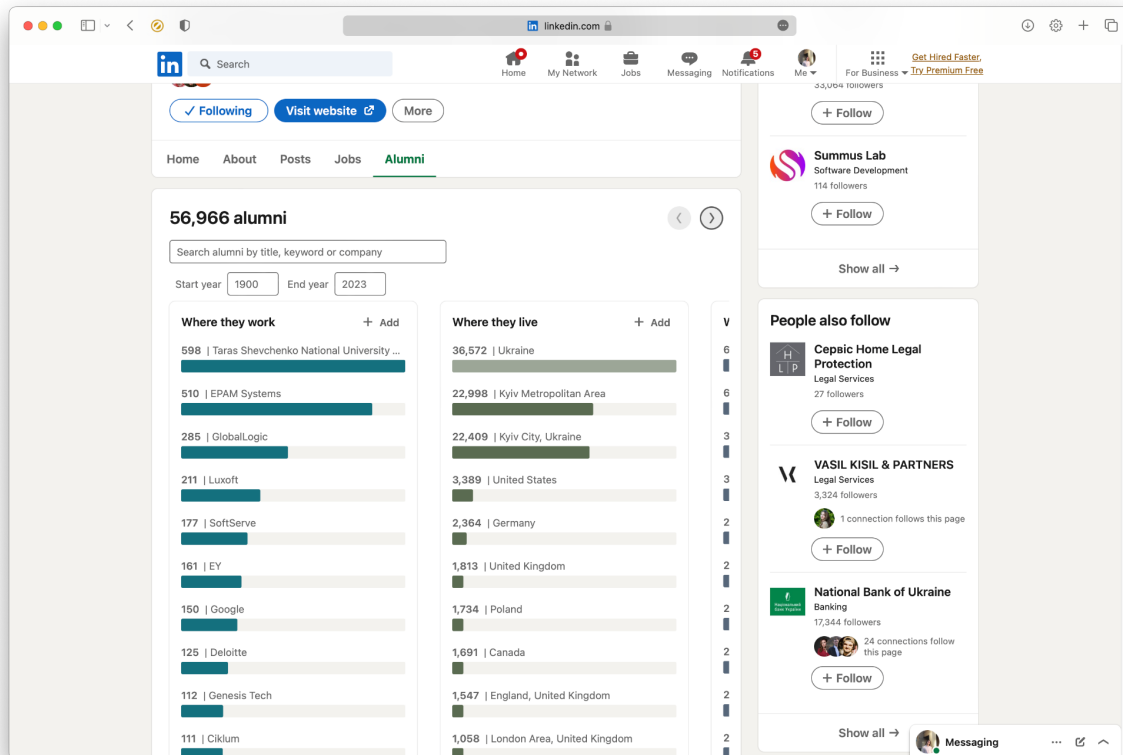 linkedin.com
in
Search
Home
My Network
Jobs
Messaging
5
Notifications
Me
For Business
Get Hired Faster,
Try Premium Free
Following
Visit website
More
Home
About
Posts
Jobs
Alumni
56,966 alumni
Search alumni by title, keyword or company
Start year
1900
End year
2023
Where they work
+ Add
598 | Taras Shevchenko National University ...
510 | EPAM Systems
285 | GlobalLogic
211 | Luxoft
177 | SoftServe
161 | EY
150 | Google
125 | Deloitte
112 | Genesis Tech
111 | Ciklum
Where they live
+ Add
36,572 | Ukraine
22,998 | Kyiv Metropolitan Area
22,409 | Kyiv City, Ukraine
3,389 | United States
2,364 | Germany
1,813 | United Kingdom
1,734 | Poland
1,691 | Canada
1,547 | England, United Kingdom
1,058 | London Area, United Kingdom
33,064 followers
+ Follow
Summus Lab
Software Development
114 followers
+ Follow
Show all →
People also follow
H
L P
Сервіс Home Legal
Protection
Legal Services
27 followers
+ Follow
VASIL KISIL & PARTNERS
Legal Services
3,324 followers
1 connection follows this page
+ Follow
National Bank of Ukraine
Banking
17,344 followers
24 connections follow
this page
+ Follow
Show all →
Messaging